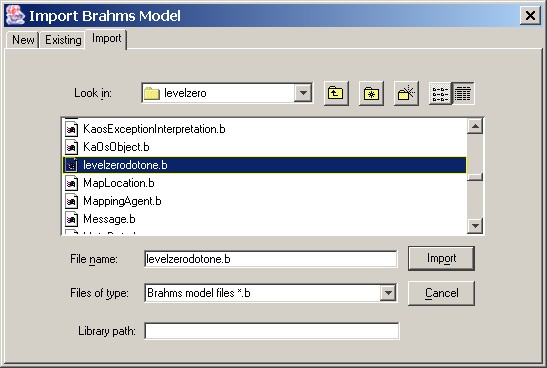 Import Brahms Model
New Existing Import
Look in: levelzero
KaosExceptionInterpretation.b
KaOsObject.b
levelzerodotone.b
MapLocation.b
MappingAgent.b
Message.b
File name: levelzerodotone.b Import
Files of type: Brahms model files *.b Cancel
Library path: